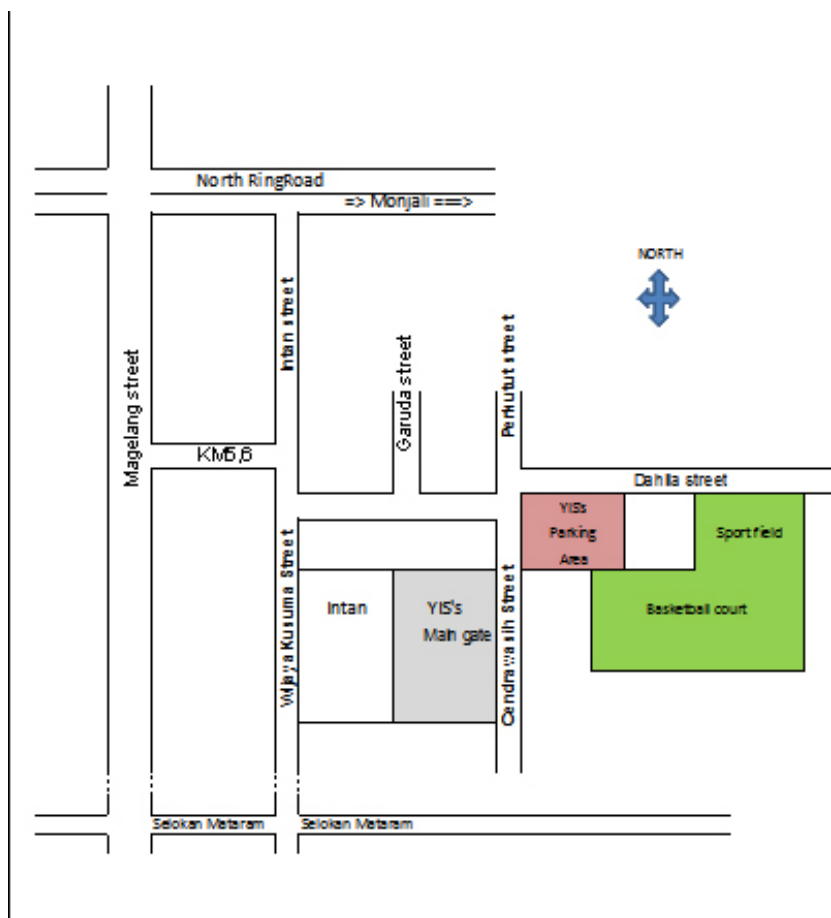 North RingRoad
=> Monjali ===>
NORTH
Intan street
Perkutut street
Garuda street
Magelang street
KM5,6
Dahlia street
YIS's
Parking
Area
Sport field
Wijaya Kusuma Street
Cendrawasih Street
Intan
YIS's
Main gate
Basketball court
Selokan Mataram
Selokan Mataram